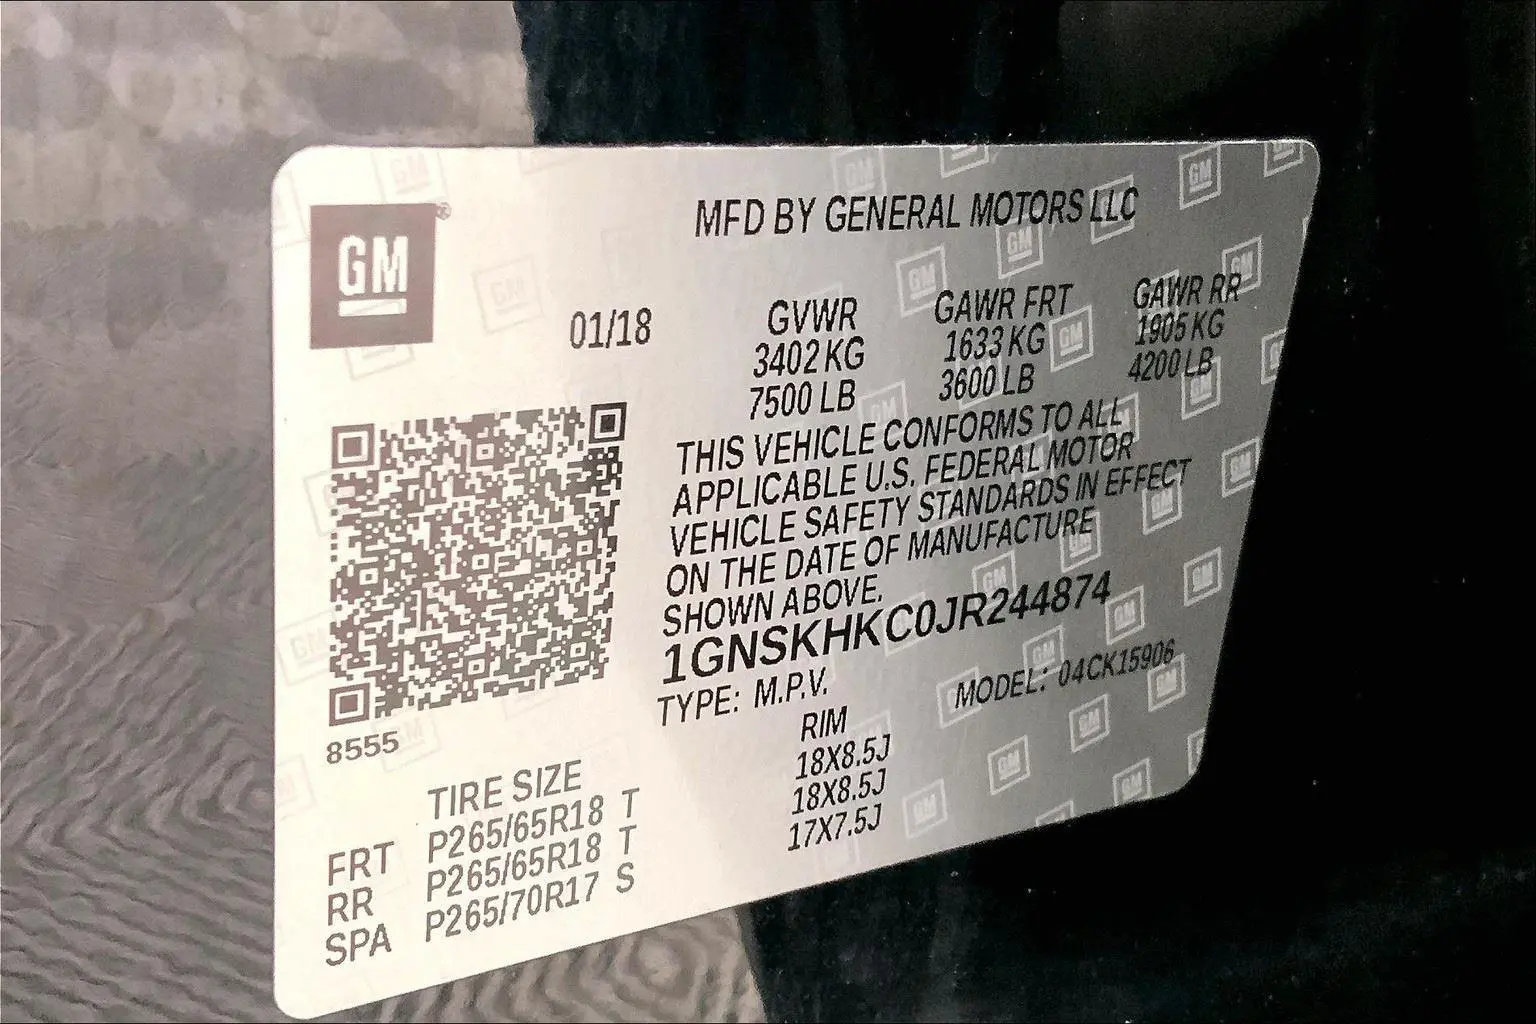 GM
MFD BY GENERAL MOTORS LLC
01/18
GVWR GAWR FRT GAWR RR
3402 KG 1633 KG 1905 KG
7500 LB 3600 LB 4200 LB
THIS VEHICLE CONFORMS TO ALL
APPLICABLE U.S. FEDERAL MOTOR
VEHICLE SAFETY STANDARDS IN EFFECT
ON THE DATE OF MANUFACTURE
SHOWN ABOVE.
1GNSKHKC0JR244874
TYPE: M.P.V. MODEL: 04CK15906
8555
TIRE SIZE RIM
FRT P265/65R18 T 18X8.5J
RR P265/65R18 T 18X8.5J
SPA P265/70R17 S 17X7.5J